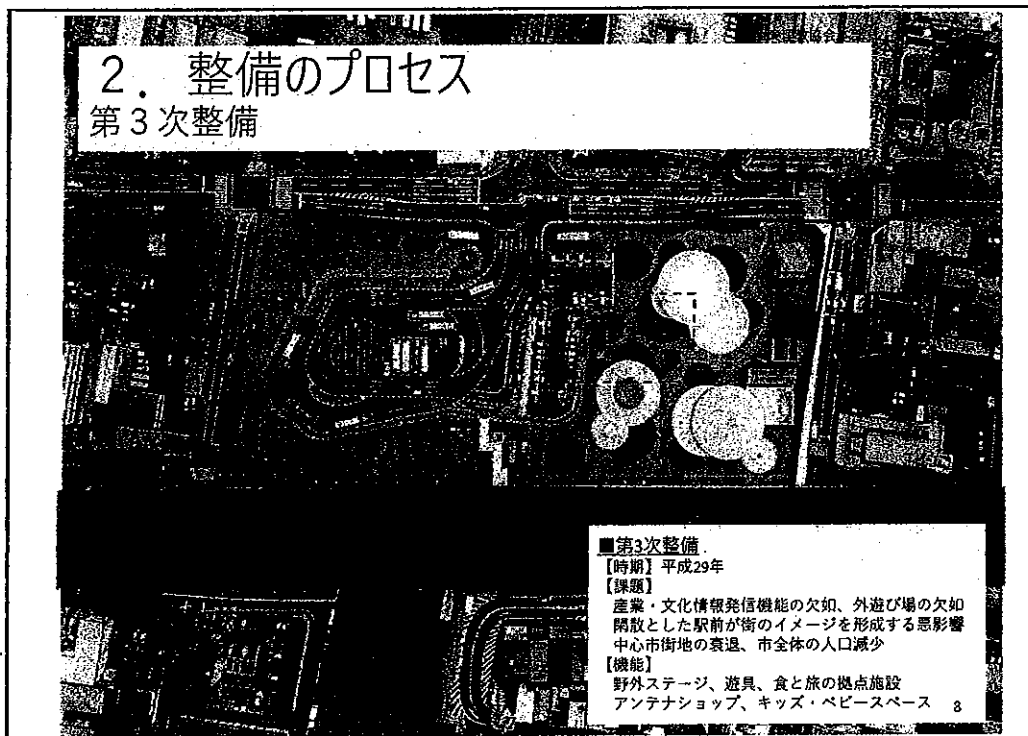 2．整備のプロセス
第3次整備
■第3次整備
【時期】平成29年
【課題】
産業・文化情報発信機能の欠如、外遊び場の欠如
閑散とした駅前が街のイメージを形成する悪影響
中心市街地の衰退、市全体の人口減少
【機能】
野外ステージ、遊具、食と旅の拠点施設
アンテナショップ、キッズ・ベビースペース
8